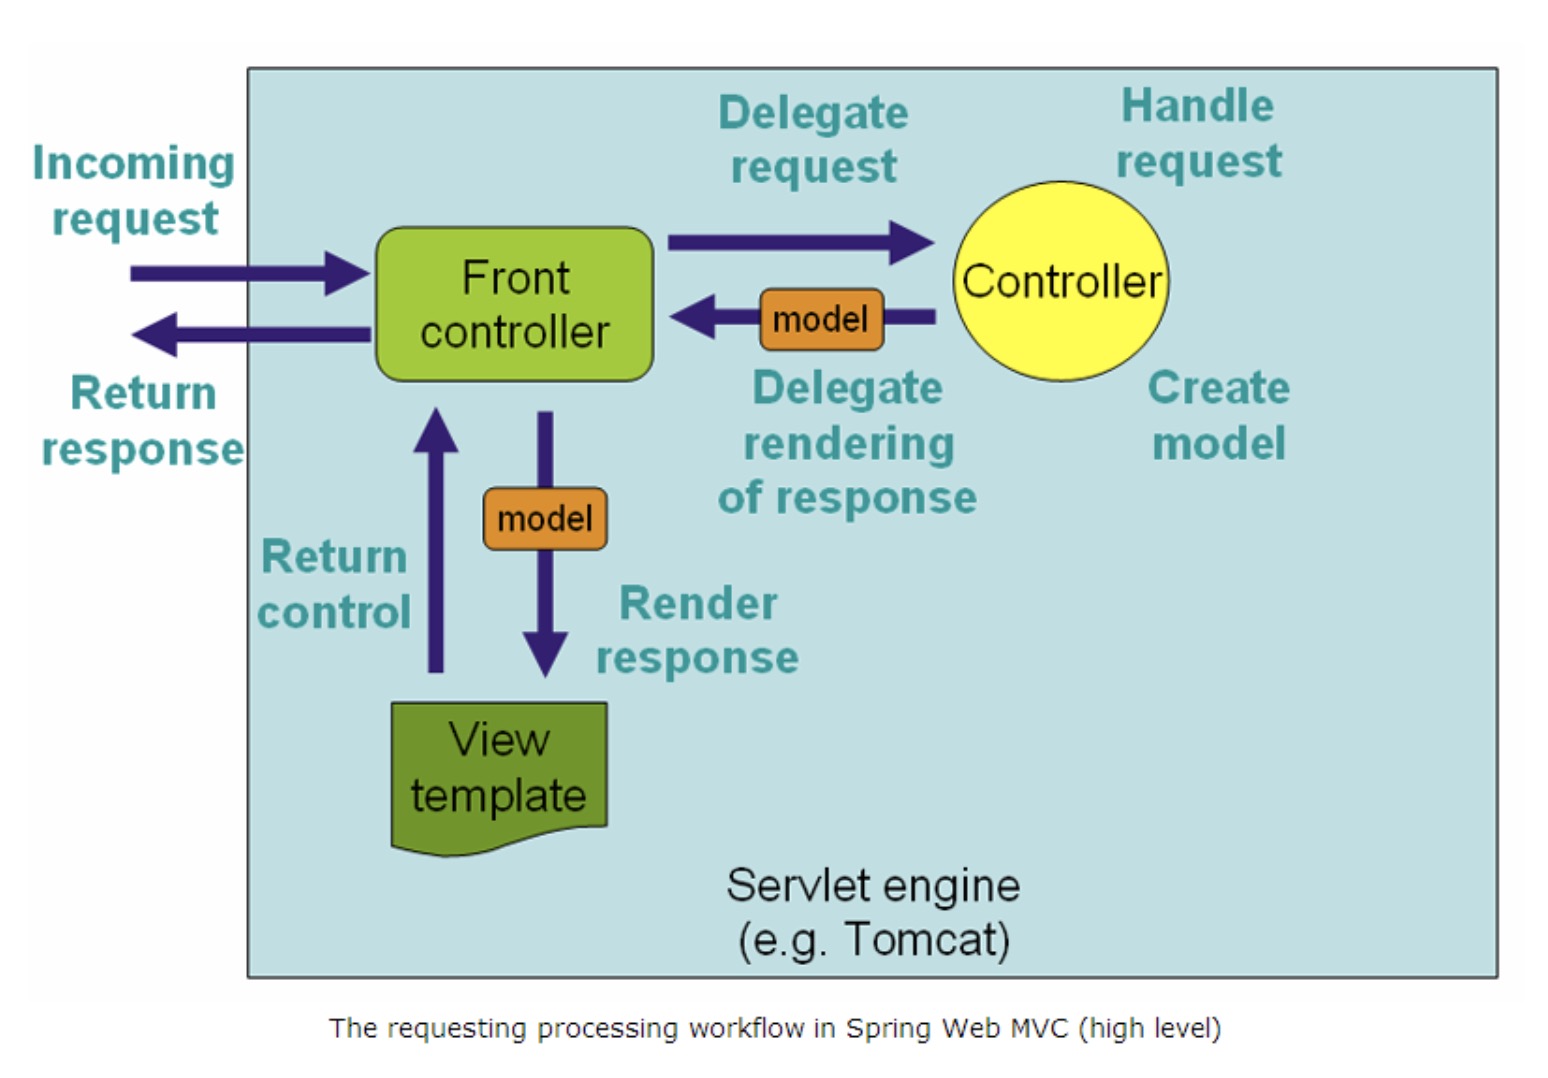 Incoming
request
Return
response
Front
controller
Delegate
request
Handle
request
Controller
model
Delegate
rendering
of response
Create
model
Return
control
model
Render
response
View
template
Servlet engine
(e.g. Tomcat)
The requesting processing workflow in Spring Web MVC (high level)